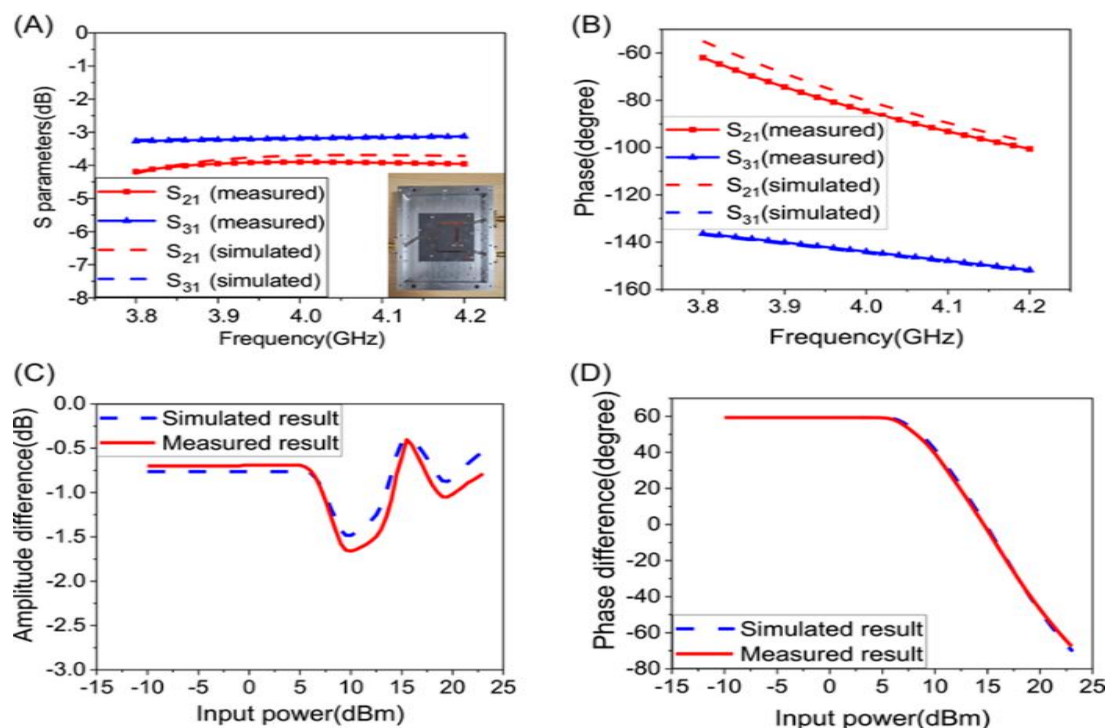 (A)
0
-1
-2
-3
-4
-5
-6
-7
-8
S parameters(dB)
S21 (measured)
S31 (measured)
S21 (simulated)
S31 (simulated)
3.8 3.9 4.0 4.1 4.2
Frequency(GHz)
(B)
-60
-80
-100
-120
-140
-160
Phase(degree)
S21(measured)
S31(measured)
S21(simulated)
S31(simulated)
3.8 3.9 4.0 4.1 4.2
Frequency(GHz)
(C)
0.0
-0.5
-1.0
-1.5
-2.0
-2.5
-3.0
Amplitude difference(dB)
Simulated result
Measured result
-15 -10 -5 0 5 10 15 20 25
Input power(dBm)
(D)
60
40
20
0
-20
-40
-60
-80
Phase difference(degree)
Simulated result
Measured result
-15 -10 -5 0 5 10 15 20 25
Input power(dBm)